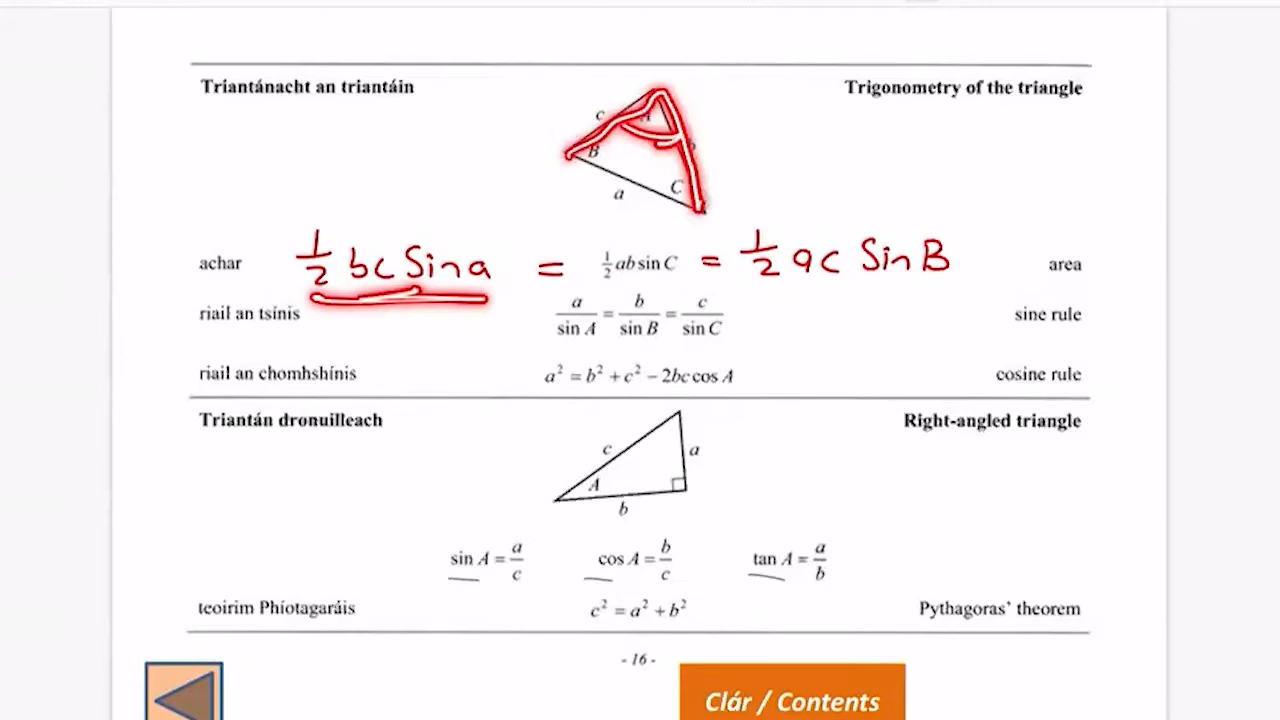 Triantánacht an triantáin Trigonometry of the triangle
c A
B b
a C
achar ½ bc Sin a = ½ab sin C = ½ ac Sin B area
riail an tsínis a/sin A = b/sin B = c/sin C sine rule
riail an chomhshínis a² = b² + c² − 2bc cos A cosine rule
Triantán dronuilleach Right-angled triangle
c a
A
b
sin A = a/c cos A = b/c tan A = a/b
teoirim Phíotagaráis c² = a² + b² Pythagoras' theorem
- 16 -
Clár / Contents